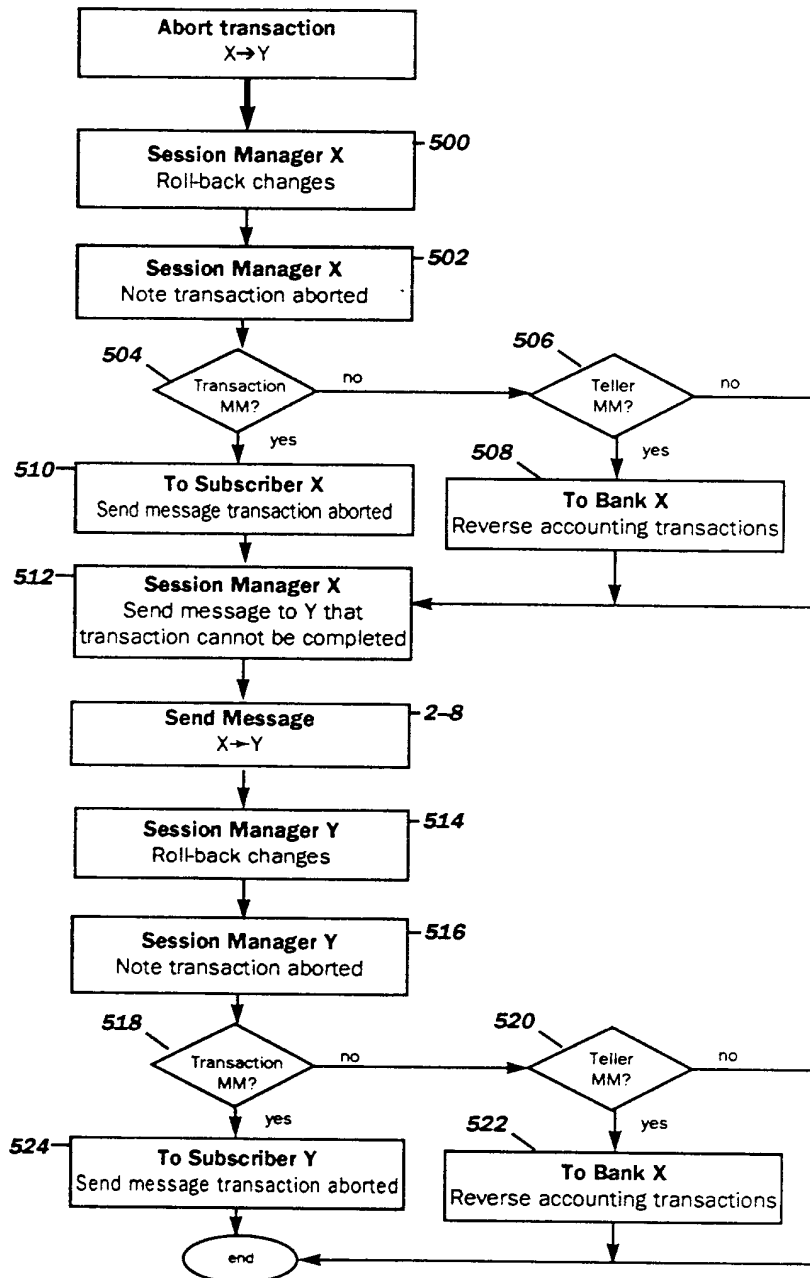 Abort transaction
X→Y
500
Session Manager X
Roll-back changes
502
Session Manager X
Note transaction aborted
504
Transaction
MM?
no
yes
506
Teller
MM?
no
yes
510
To Subscriber X
Send message transaction aborted
508
To Bank X
Reverse accounting transactions
512
Session Manager X
Send message to Y that
transaction cannot be completed
Send Message
X→Y
2-8
Session Manager Y
Roll-back changes
514
Session Manager Y
Note transaction aborted
516
518
Transaction
MM?
no
yes
520
Teller
MM?
no
yes
524
To Subscriber Y
Send message transaction aborted
522
To Bank X
Reverse accounting transactions
end